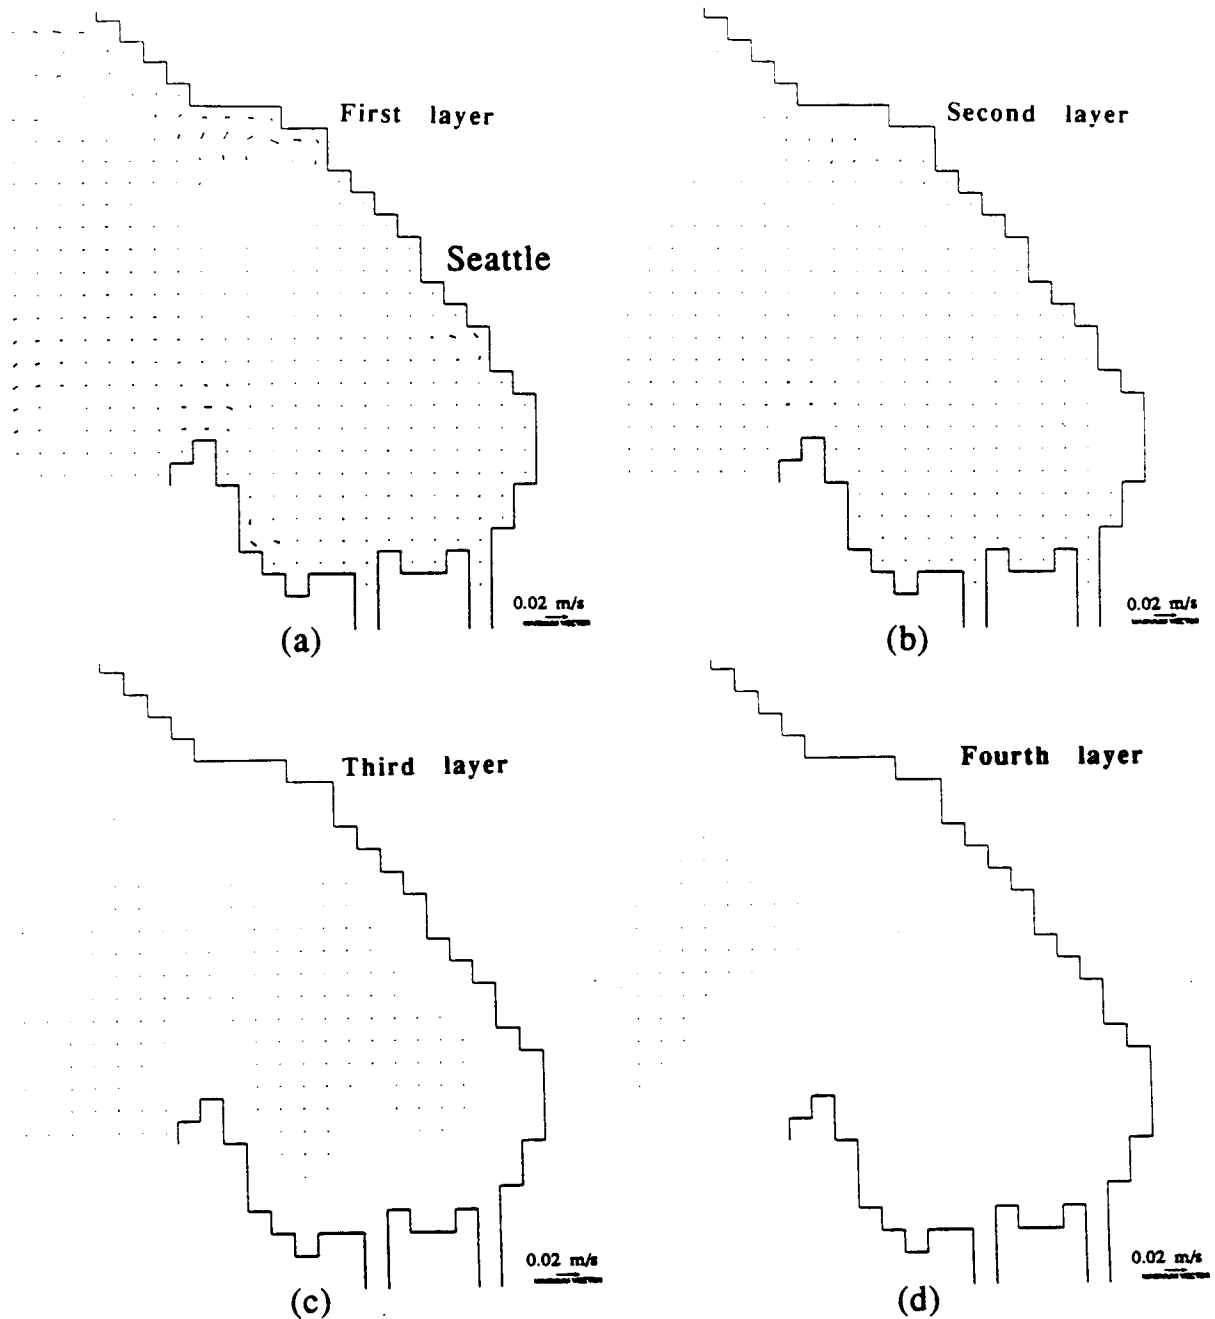 First layer
Second layer
Seattle
0.02 m/s
(a)
0.02 m/s
(b)
Third layer
Fourth layer
0.02 m/s
(c)
0.02 m/s
(d)